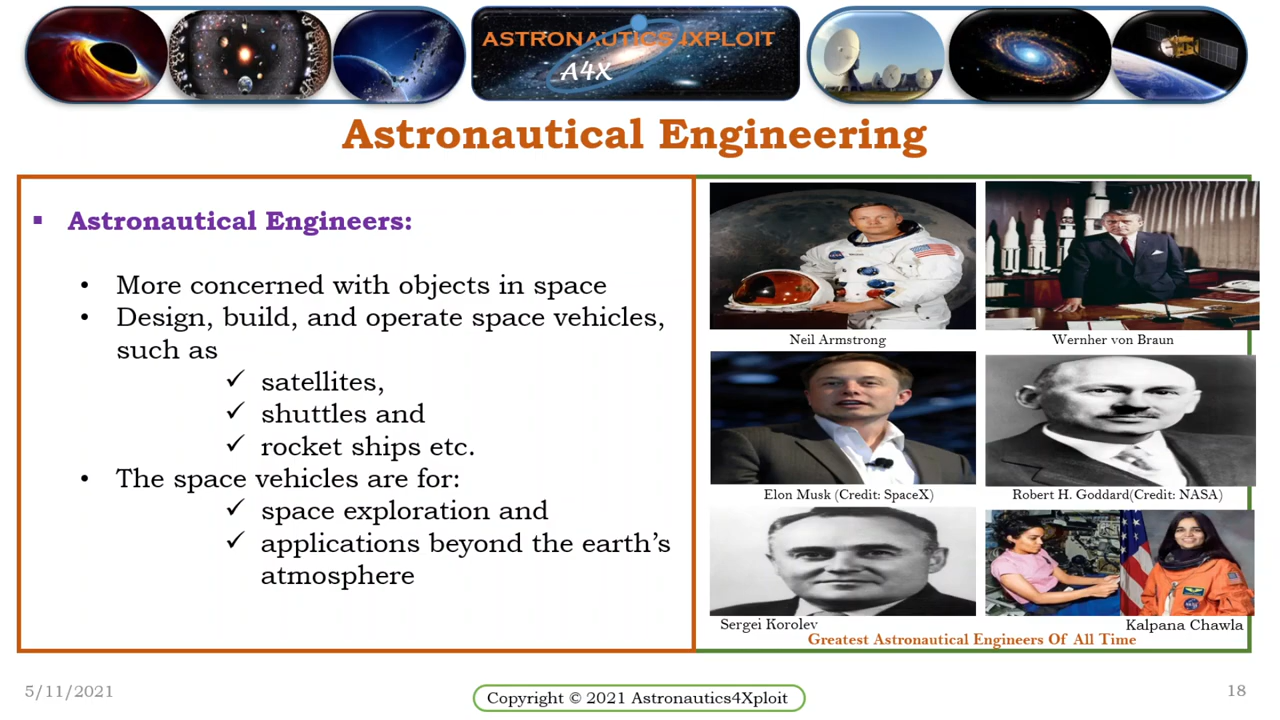 ASTRONAUTICS 4XPLOIT
A4X
Astronautical Engineering
▪ Astronautical Engineers:
• More concerned with objects in space
• Design, build, and operate space vehicles,
such as
✓ satellites,
✓ shuttles and
✓ rocket ships etc.
• The space vehicles are for:
✓ space exploration and
✓ applications beyond the earth's
atmosphere
Neil Armstrong
Wernher von Braun
Elon Musk (Credit: SpaceX)
Robert H. Goddard(Credit: NASA)
Sergei Korolev
Kalpana Chawla
Greatest Astronautical Engineers Of All Time
5/11/2021
Copyright © 2021 Astronautics4Xploit
18